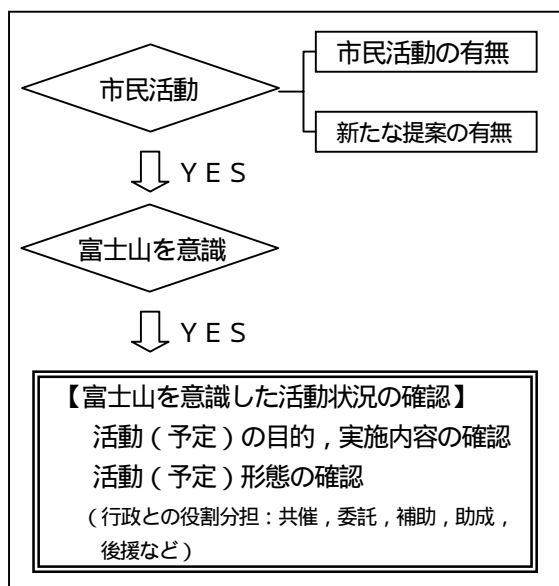 市民活動
市民活動の有無
新たな提案の有無
ＹＥＳ
富士山を意識
ＹＥＳ
【富士山を意識した活動状況の確認】
活動（予定）の目的，実施内容の確認
活動（予定）形態の確認
（行政との役割分担：共催，委託，補助，助成，
後援など）